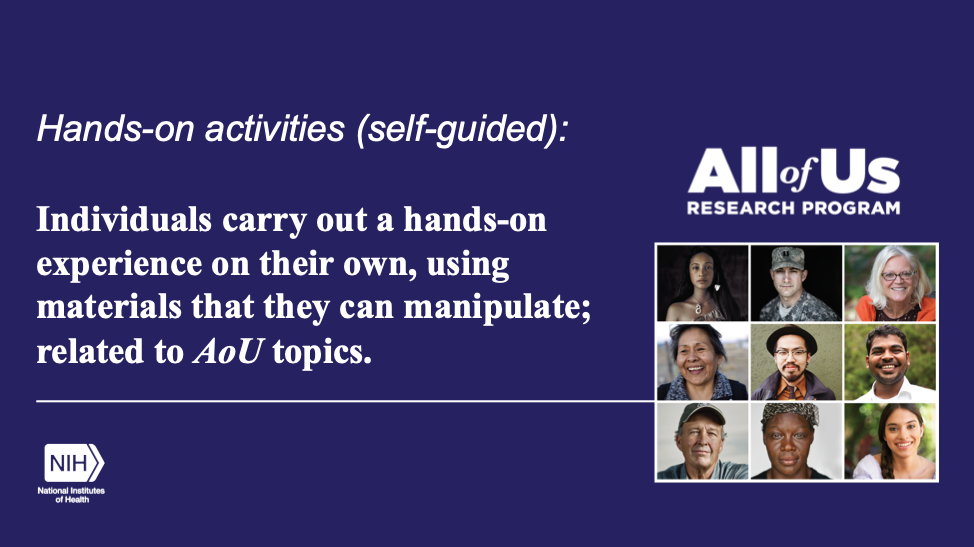 Hands-on activities (self-guided):
Individuals carry out a hands-on
experience on their own, using
materials that they can manipulate;
related to AoU topics.
All of Us
RESEARCH PROGRAM
NIH
National Institutes
of Health